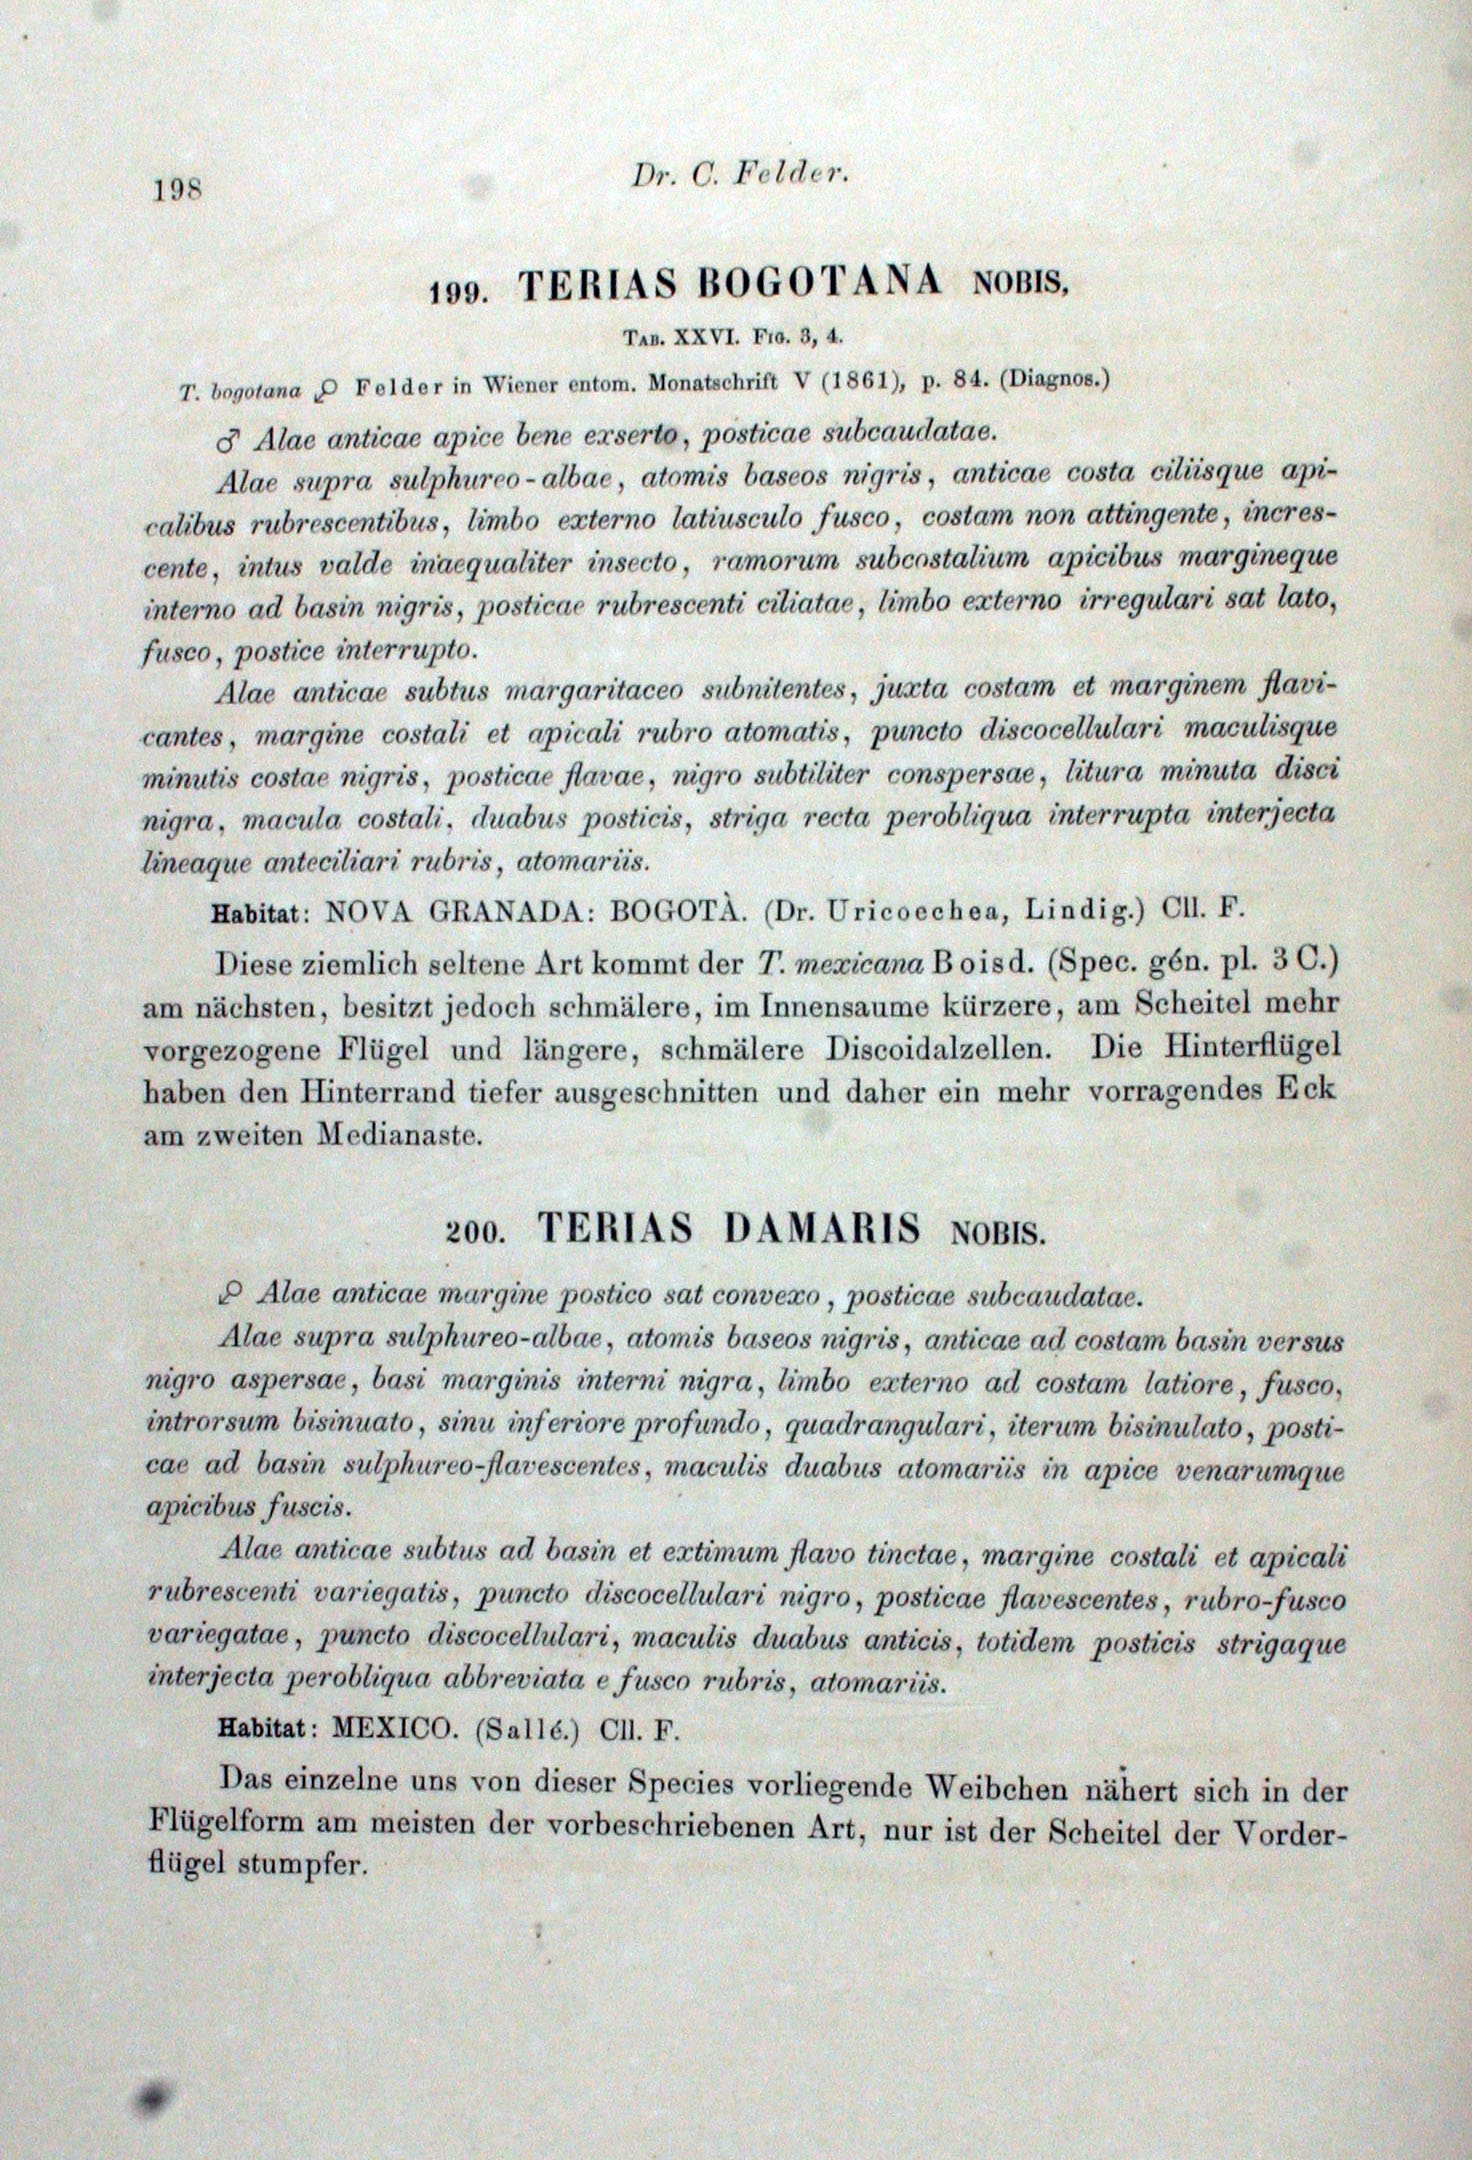 198
Dr. C. Felder.
199. TERIAS BOGOTANA NOBIS,
TAB. XXVI. FIG. 3, 4.
T. bogotana ♀ Felder in Wiener entom. Monatschrift V (1861), p. 84. (Diagnos.)
♂ Alae anticae apice bene exserto, posticae subcaudatae.
Alae supra sulphureo-albae, atomis baseos nigris, anticae costa ciliisque api-
calibus rubrescentibus, limbo externo latiusculo fusco, costam non attingente, incres-
cente, intus valde inaequaliter insecto, ramorum subcostalium apicibus margineque
interno ad basin nigris, posticae rubrescenti ciliatae, limbo externo irregulari sat lato,
fusco, postice interrupto.
Alae anticae subtus margaritaceo subnitentes, juxta costam et marginem flavi-
cantes, margine costali et apicali rubro atomatis, puncto discocellulari maculisque
minutis costae nigris, posticae flavae, nigro subtiliter conspersae, litura minuta disci
nigra, macula costali, duabus posticis, striga recta perobliqua interrupta interjecta
lineaque anteciliari rubris, atomariis.
Habitat: NOVA GRANADA: BOGOTÀ. (Dr. Uricoechea, Lindig.) Cll. F.
Diese ziemlich seltene Art kommt der T. mexicana Boisd. (Spec. gén. pl. 3 C.)
am nächsten, besitzt jedoch schmälere, im Innensaume kürzere, am Scheitel mehr
vorgezogene Flügel und längere, schmälere Discoidalzellen. Die Hinterflügel
haben den Hinterrand tiefer ausgeschnitten und daher ein mehr vorragendes Eck
am zweiten Medianaste.
200. TERIAS DAMARIS NOBIS.
♀ Alae anticae margine postico sat convexo, posticae subcaudatae.
Alae supra sulphureo-albae, atomis baseos nigris, anticae ad costam basin versus
nigro aspersae, basi marginis interni nigra, limbo externo ad costam latiore, fusco,
introrsum bisinuato, sinu inferiore profundo, quadrangulari, iterum bisinulato, posti-
cae ad basin sulphureo-flavescentes, maculis duabus atomariis in apice venarumque
apicibus fuscis.
Alae anticae subtus ad basin et extimum flavo tinctae, margine costali et apicali
rubrescenti variegatis, puncto discocellulari nigro, posticae flavescentes, rubro-fusco
variegatae, puncto discocellulari, maculis duabus anticis, totidem posticis strigaque
interjecta perobliqua abbreviata e fusco rubris, atomariis.
Habitat: MEXICO. (Sallé.) Cll. F.
Das einzelne uns von dieser Species vorliegende Weibchen nähert sich in der
Flügelform am meisten der vorbeschriebenen Art, nur ist der Scheitel der Vorder-
flügel stumpfer.